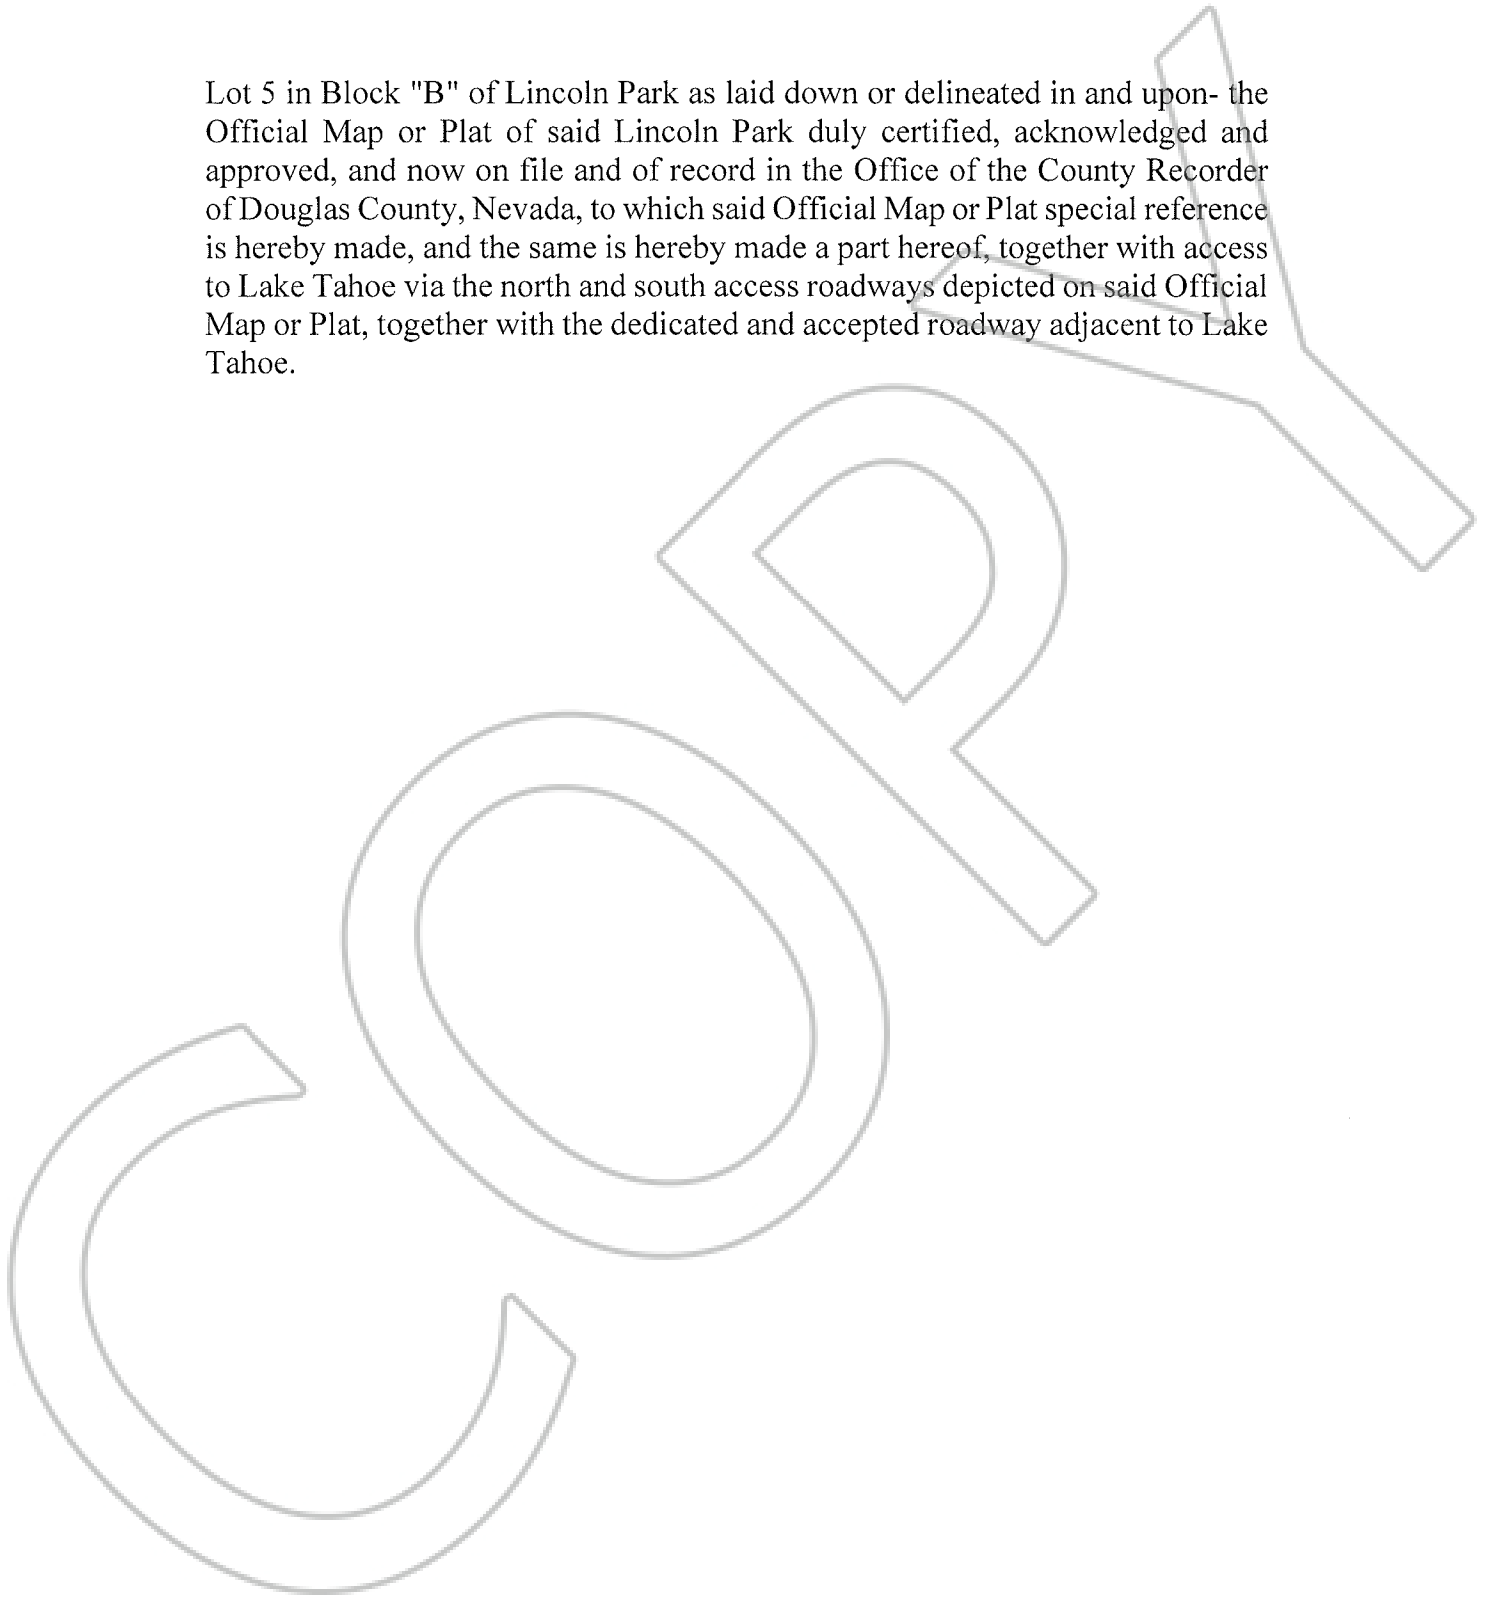 Lot 5 in Block "B" of Lincoln Park as laid down or delineated in and upon- the
Official Map or Plat of said Lincoln Park duly certified, acknowledged and
approved, and now on file and of record in the Office of the County Recorder
of Douglas County, Nevada, to which said Official Map or Plat special reference
is hereby made, and the same is hereby made a part hereof, together with access
to Lake Tahoe via the north and south access roadways depicted on said Official
Map or Plat, together with the dedicated and accepted roadway adjacent to Lake
Tahoe.
COPY